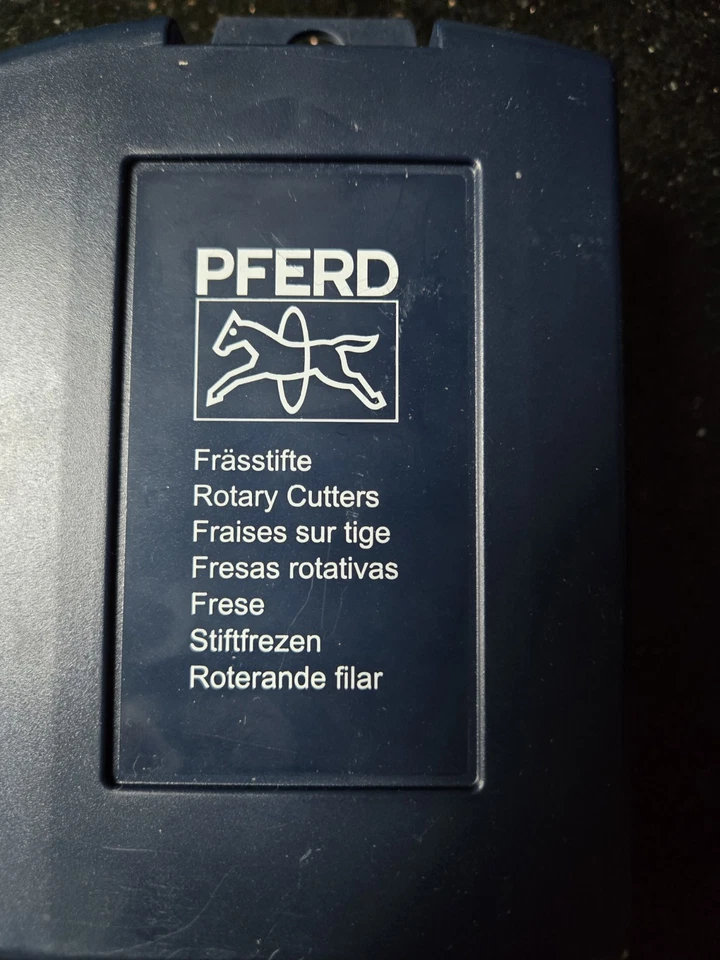 PFERD
Frässtifte
Rotary Cutters
Fraises sur tige
Fresas rotativas
Frese
Stiftfrezen
Roterande filar